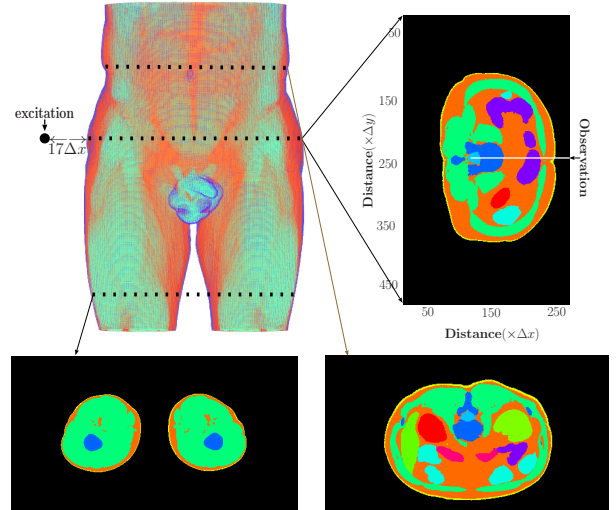 excitation
17Δx
50
150
250
350
450
Distance(×Δy)
50
150
250
Distance(×Δx)
Observation